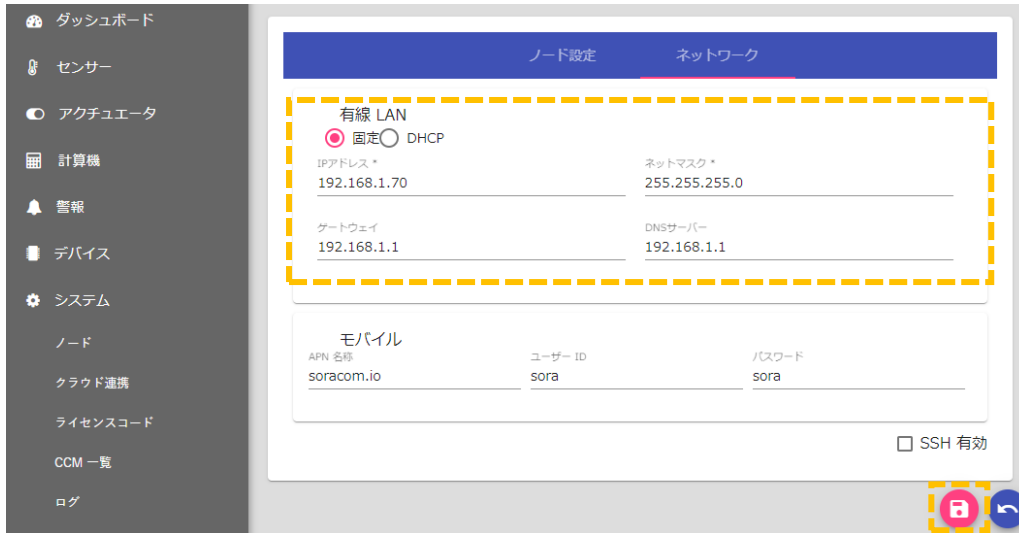 ダッシュボード
センサー
アクチュエータ
計算機
警報
デバイス
システム
ノード
クラウド連携
ライセンスコード
CCM 一覧
ログ
ノード設定 ネットワーク
有線 LAN
固定 DHCP
IPアドレス * ネットマスク *
192.168.1.70 255.255.255.0
ゲートウェイ DNSサーバー
192.168.1.1 192.168.1.1
モバイル
APN 名称 ユーザー ID パスワード
soracom.io sora sora
SSH 有効